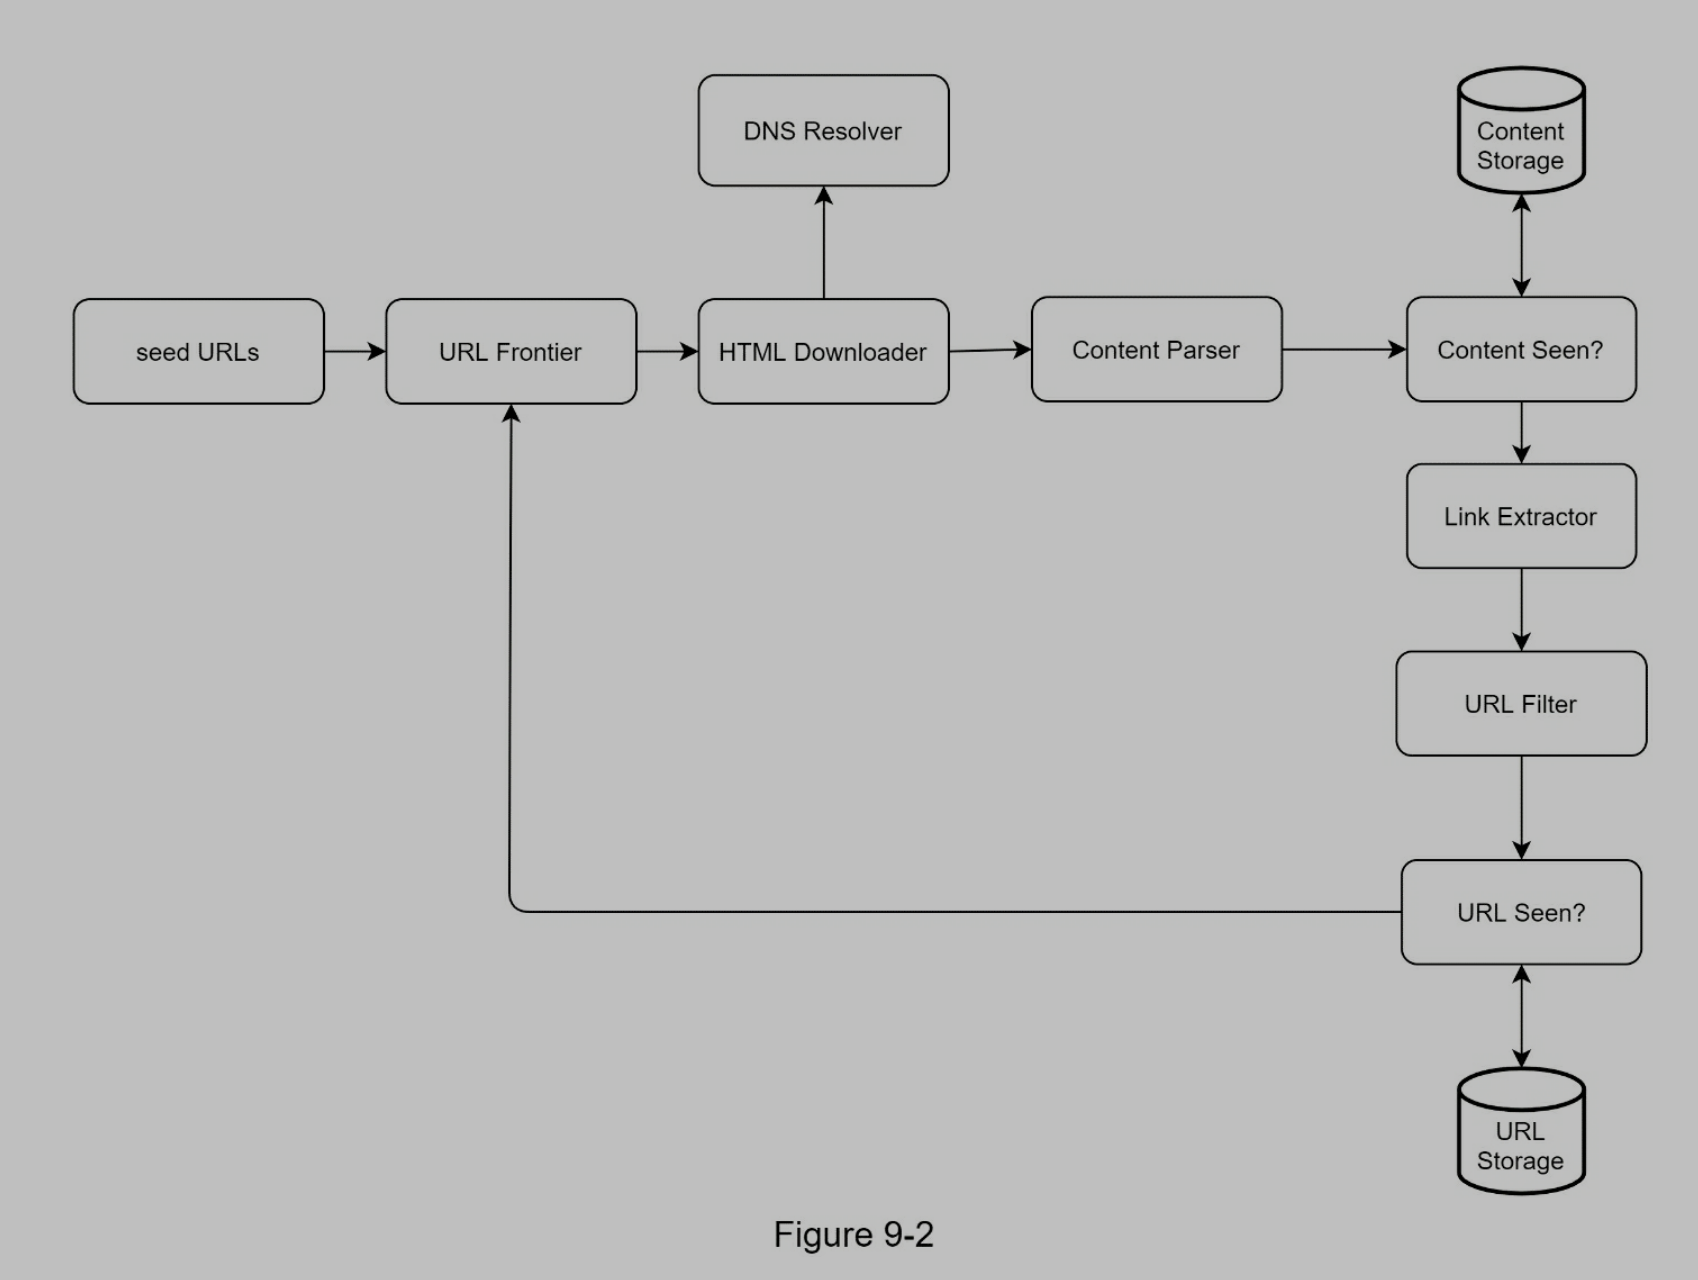 DNS Resolver
Content
Storage
seed URLs
URL Frontier
HTML Downloader
Content Parser
Content Seen?
Link Extractor
URL Filter
URL Seen?
URL
Storage
Figure 9-2